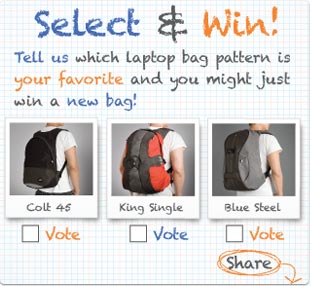 Select & Win!
Tell us which laptop bag pattern is
your favorite and you might just
win a new bag!
Colt 45 King Single Blue Steel
Vote Vote Vote
Share